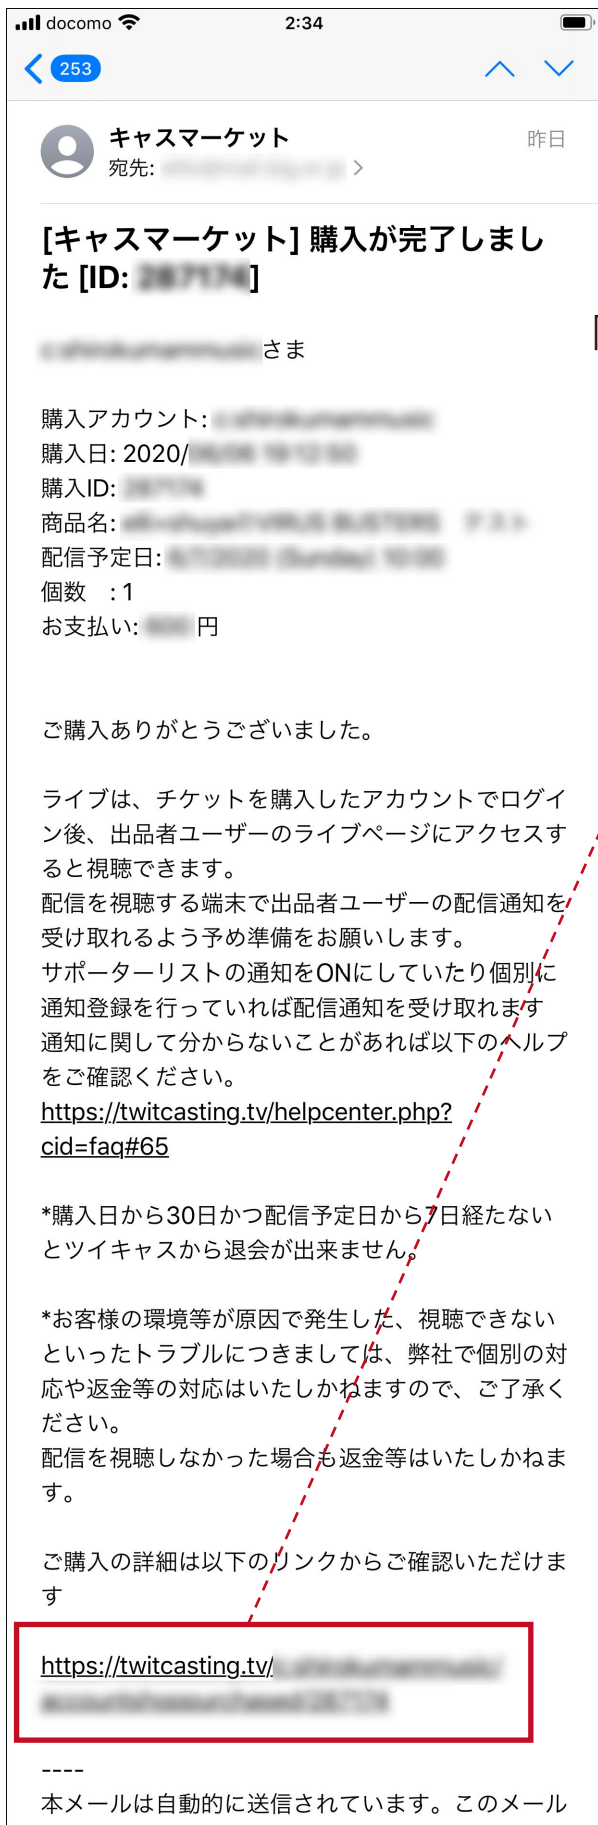 docomo 2:34
253
キャスマーケット 昨日
宛先:
[キャスマーケット] 購入が完了しまし
た [ID: ]
さま
購入アカウント:
購入日: 2020/
購入ID:
商品名:
配信予定日:
個数　: 1
お支払い: 円
ご購入ありがとうございました。
ライブは、チケットを購入したアカウントでログイ
ン後、出品者ユーザーのライブページにアクセスす
ると視聴できます。
配信を視聴する端末で出品者ユーザーの配信通知を
受け取れるよう予め準備をお願いします。
サポーターリストの通知をONにしていたり個別に
通知登録を行っていれば配信通知を受け取れます
通知に関して分からないことがあれば以下のヘルプ
をご確認ください。
https://twitcasting.tv/helpcenter.php?
cid=faq#65
*購入日から30日かつ配信予定日から7日経たない
とツイキャスから退会が出来ません。
*お客様の環境等が原因で発生した、視聴できない
といったトラブルにつきましては、弊社で個別の対
応や返金等の対応はいたしかねますので、ご了承く
ださい。
配信を視聴しなかった場合も返金等はいたしかねま
す。
ご購入の詳細は以下のリンクからご確認いただけま
す
https://twitcasting.tv/
----
本メールは自動的に送信されています。このメール